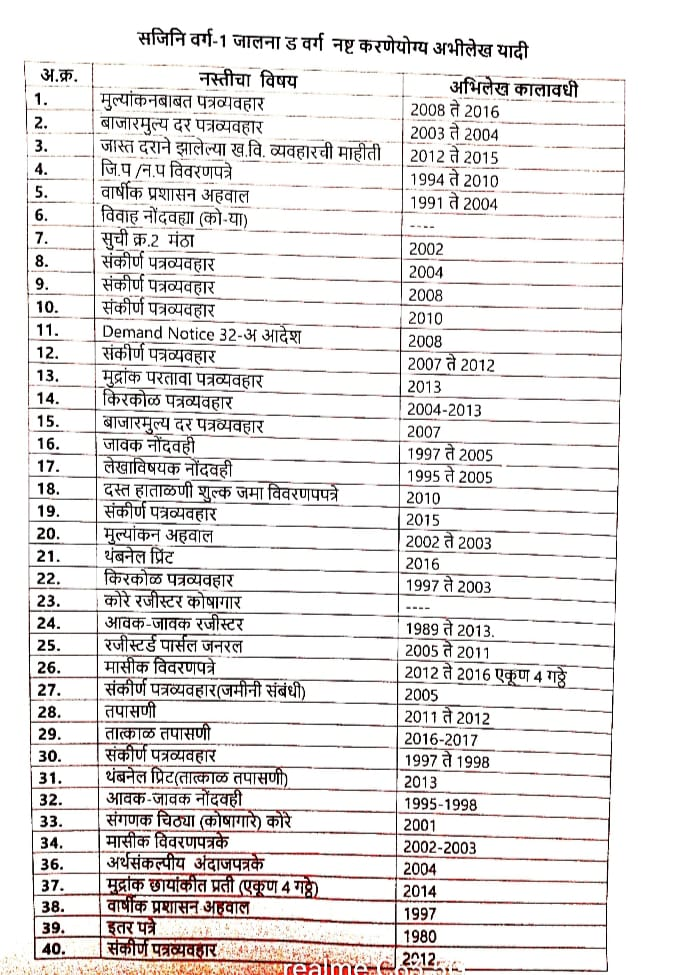 सजिनि वर्ग-1 जालना ड वर्ग नष्ट करणेयोग्य अभीलेख यादी
अ.क्र. नस्तीचा विषय अभिलेख कालावधी
1. मुल्यांकनबाबत पत्रव्यवहार 2008 ते 2016
2. बाजारमुल्य दर पत्रव्यवहार 2003 ते 2004
3. जास्त दराने झालेल्या ख.वि. व्यवहारची माहीती 2012 ते 2015
4. जि.प /न.प विवरणपत्रे 1994 ते 2010
5. वार्षीक प्रशासन अहवाल 1991 ते 2004
6. विवाह नोंदवह्या (को-या) ----
7. सुची क्र.2 मंठा 2002
8. संकीर्ण पत्रव्यवहार 2004
9. संकीर्ण पत्रव्यवहार 2008
10. संकीर्ण पत्रव्यवहार 2010
11. Demand Notice 32-अ आदेश 2008
12. संकीर्ण पत्रव्यवहार 2007 ते 2012
13. मुद्रांक परतावा पत्रव्यवहार 2013
14. किरकोळ पत्रव्यवहार 2004-2013
15. बाजारमुल्य दर पत्रव्यवहार 2007
16. जावक नोंदवही 1997 ते 2005
17. लेखाविषयक नोंदवही 1995 ते 2005
18. दस्त हाताळणी शुल्क जमा विवरणपपत्रे 2010
19. संकीर्ण पत्रव्यवहार 2015
20. मुल्यांकन अहवाल 2002 ते 2003
21. थंबनेल प्रिंट 2016
22. किरकोळ पत्रव्यवहार 1997 ते 2003
23. कोरे रजीस्टर कोषागार ----
24. आवक-जावक रजीस्टर 1989 ते 2013.
25. रजीस्टर्ड पार्सल जनरल 2005 ते 2011
26. मासीक विवरणपत्रे 2012 ते 2016 एकूण 4 गठ्ठे
27. संकीर्ण पत्रव्यवहार(जमीनी संबंधी) 2005
28. तपासणी 2011 ते 2012
29. तात्काळ तपासणी 2016-2017
30. संकीर्ण पत्रव्यवहार 1997 ते 1998
31. थंबनेल प्रिट(तात्काळ तपासणी) 2013
32. आवक-जावक नोंदवही 1995-1998
33. संगणक चिठ्या (कोषागारे) कोरे 2001
34. मासीक विवरणपत्रके 2002-2003
36. अर्थसंकल्पीय अंदाजपत्रके 2004
37. मुद्रांक छायांकीत प्रती (एकूण 4 गठ्ठे) 2014
38. वार्षीक प्रशासन अहवाल 1997
39. इतर पत्रे 1980
40. संकीर्ण पत्रव्यवहार 2012
realme